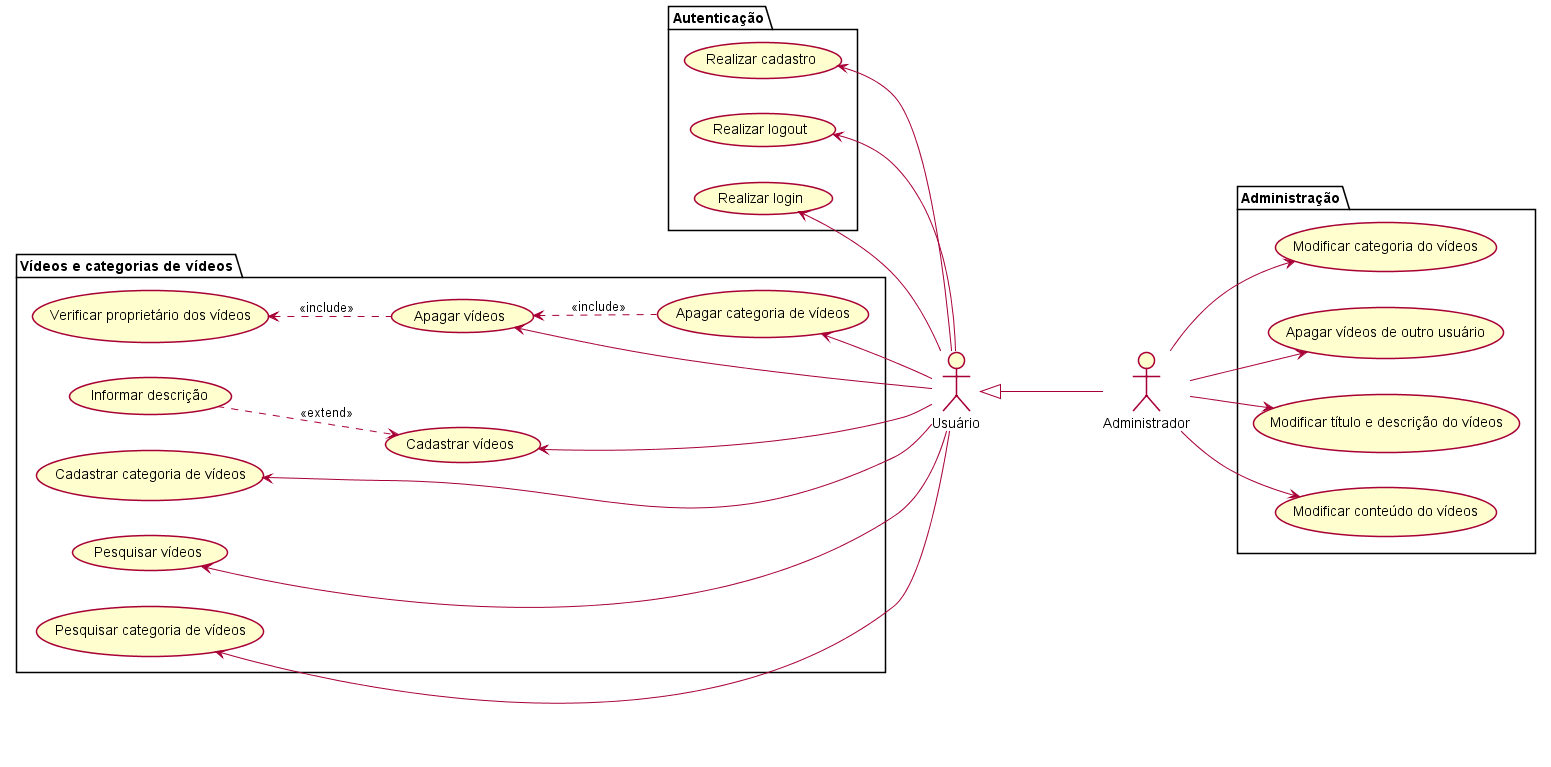 Autenticação
Realizar cadastro
Realizar logout
Realizar login
Vídeos e categorias de vídeos
Verificar proprietário dos vídeos
«include»
Apagar vídeos
«include»
Apagar categoria de vídeos
Informar descrição
«extend»
Cadastrar vídeos
Cadastrar categoria de vídeos
Pesquisar vídeos
Pesquisar categoria de vídeos
Usuário
Administrador
Administração
Modificar categoria do vídeos
Apagar vídeos de outro usuário
Modificar título e descrição do vídeos
Modificar conteúdo do vídeos